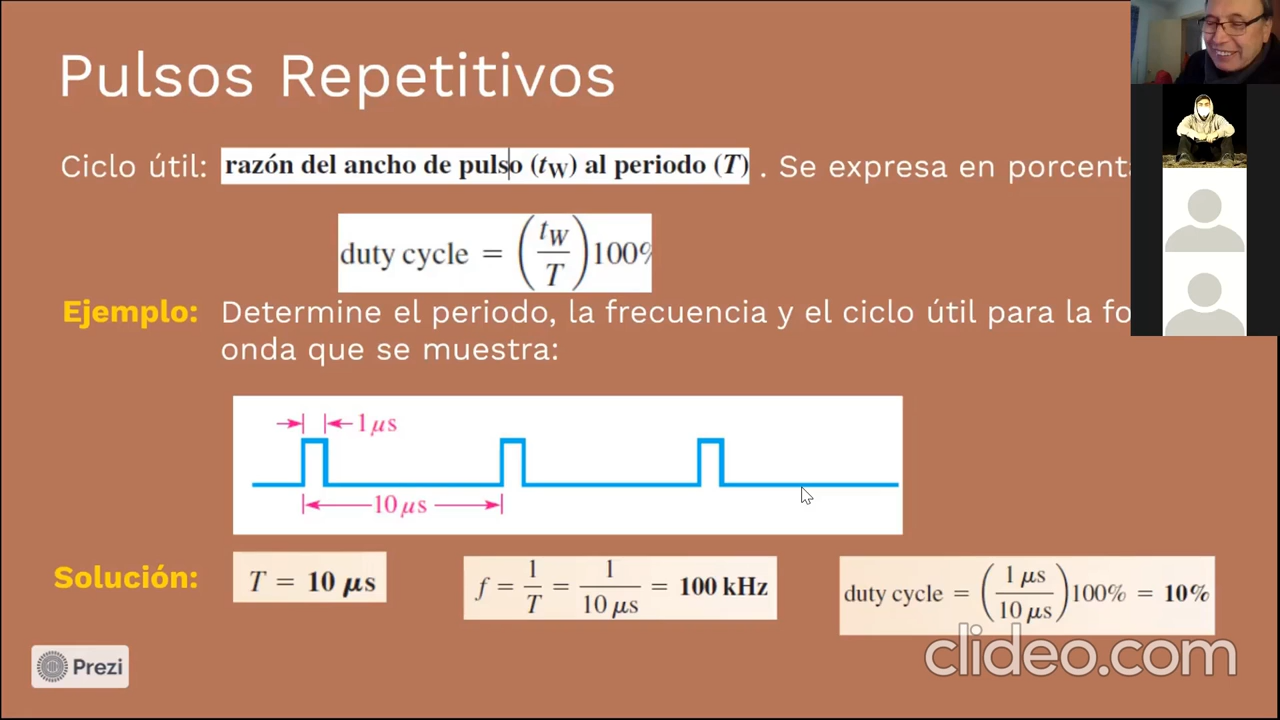 Pulsos Repetitivos
Ciclo útil: razón del ancho de pulso (tW) al periodo (T) . Se expresa en
duty cycle = (tW/T)100%
Ejemplo: Determine el periodo, la frecuencia y el ciclo útil para la
onda que se muestra:
1 μs
10 μs
Solución: T = 10 μs f = 1/T = 1/10 μs = 100 kHz duty cycle = (1 μs/10 μs)100% = 10%
Prezi
clideo.com